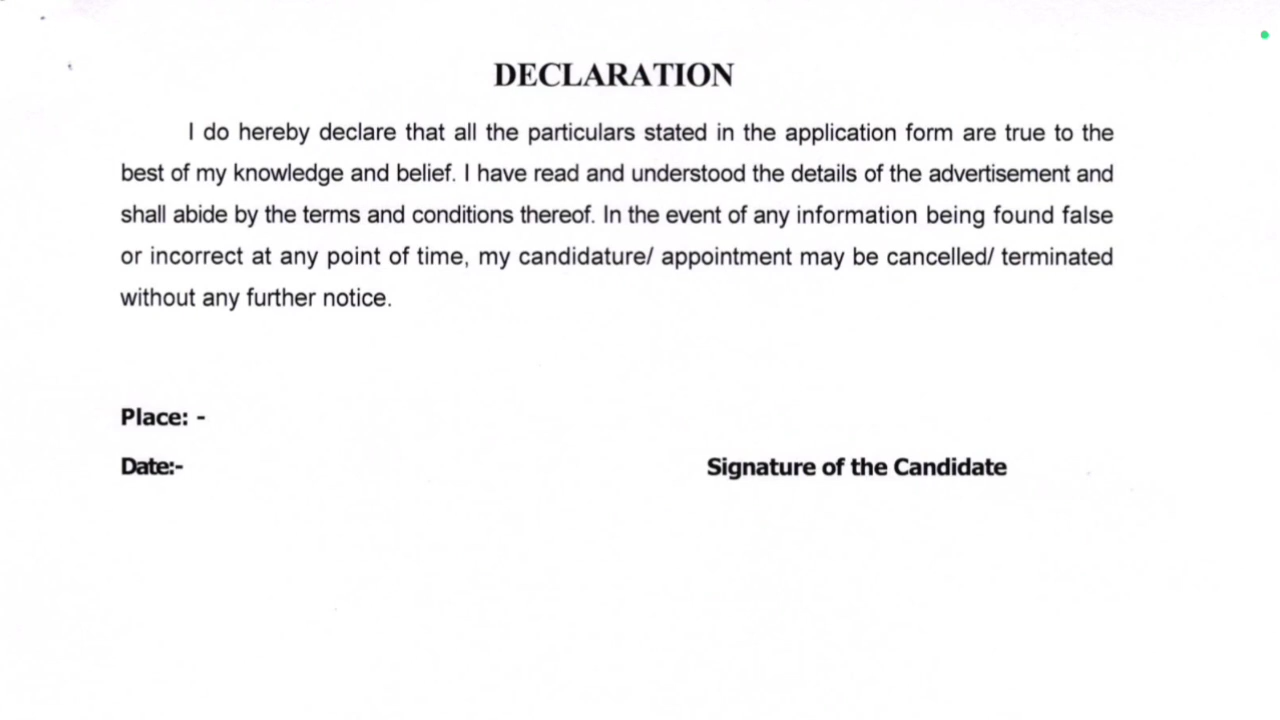 DECLARATION
I do hereby declare that all the particulars stated in the application form are true to the
best of my knowledge and belief. I have read and understood the details of the advertisement and
shall abide by the terms and conditions thereof. In the event of any information being found false
or incorrect at any point of time, my candidature/ appointment may be cancelled/ terminated
without any further notice.
Place: -
Date:-
Signature of the Candidate